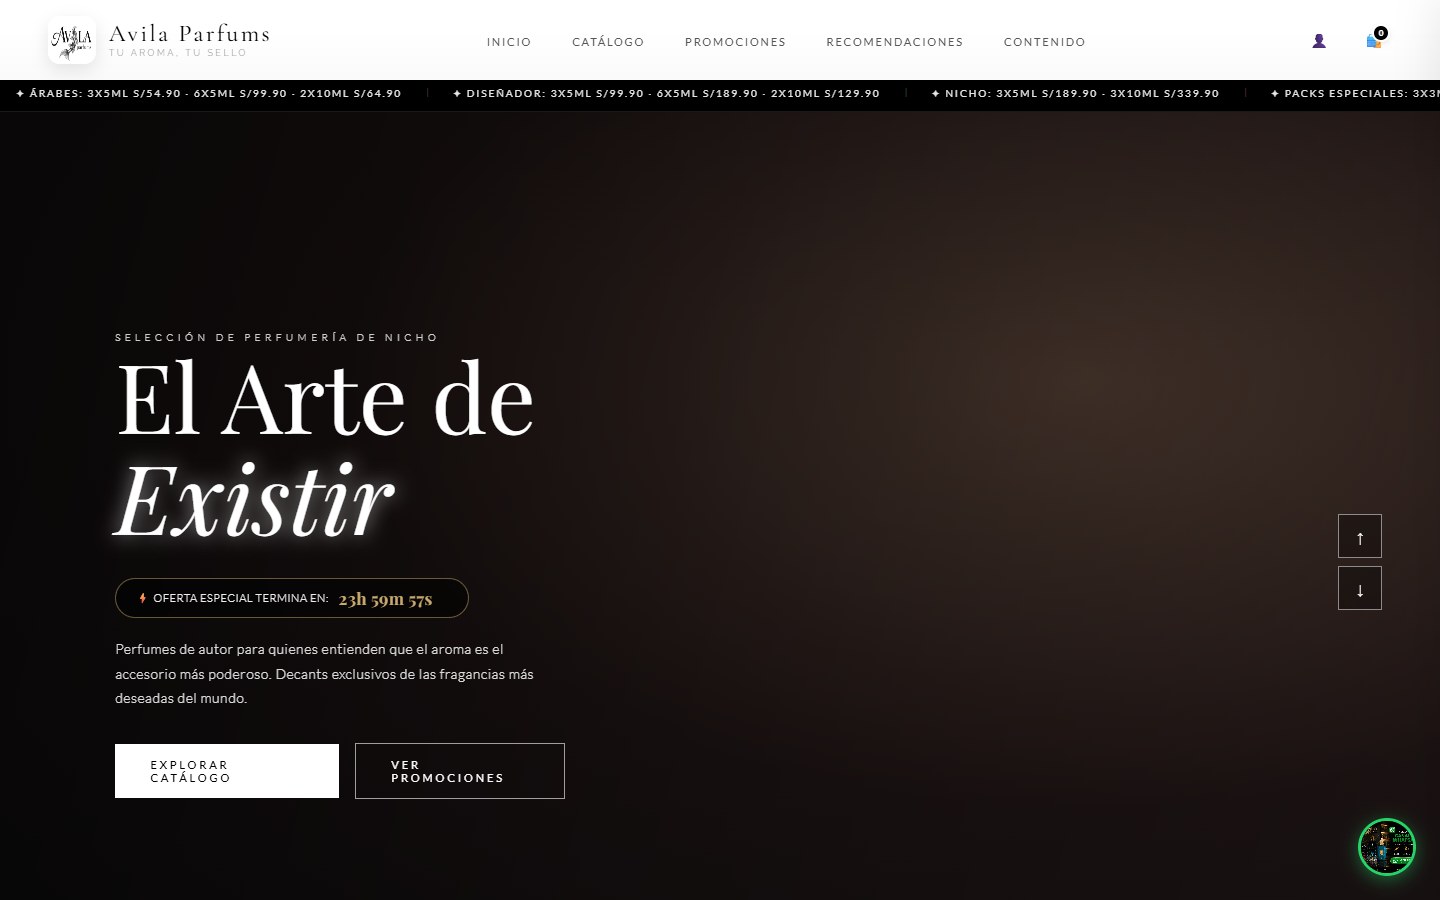 AVILA
Avila Parfums
TU AROMA, TU SELLO
INICIO
CATÁLOGO
PROMOCIONES
RECOMENDACIONES
CONTENIDO
0
✦ ÁRABES: 3X5ML S/54.90 - 6X5ML S/99.90 - 2X10ML S/64.90 | ✦ DISEÑADOR: 3X5ML S/99.90 - 6X5ML S/189.90 - 2X10ML S/129.90 | ✦ NICHO: 3X5ML S/189.90 - 3X10ML S/339.90 | ✦ PACKS ESPECIALES:
SELECCIÓN DE PERFUMERÍA DE NICHO
El Arte de
Existir
OFERTA ESPECIAL TERMINA EN: 23h 59m 57s
Perfumes de autor para quienes entienden que el aroma es el
accesorio más poderoso. Decants exclusivos de las fragancias más
deseadas del mundo.
EXPLORAR
CATÁLOGO
VER
PROMOCIONES
↑
↓